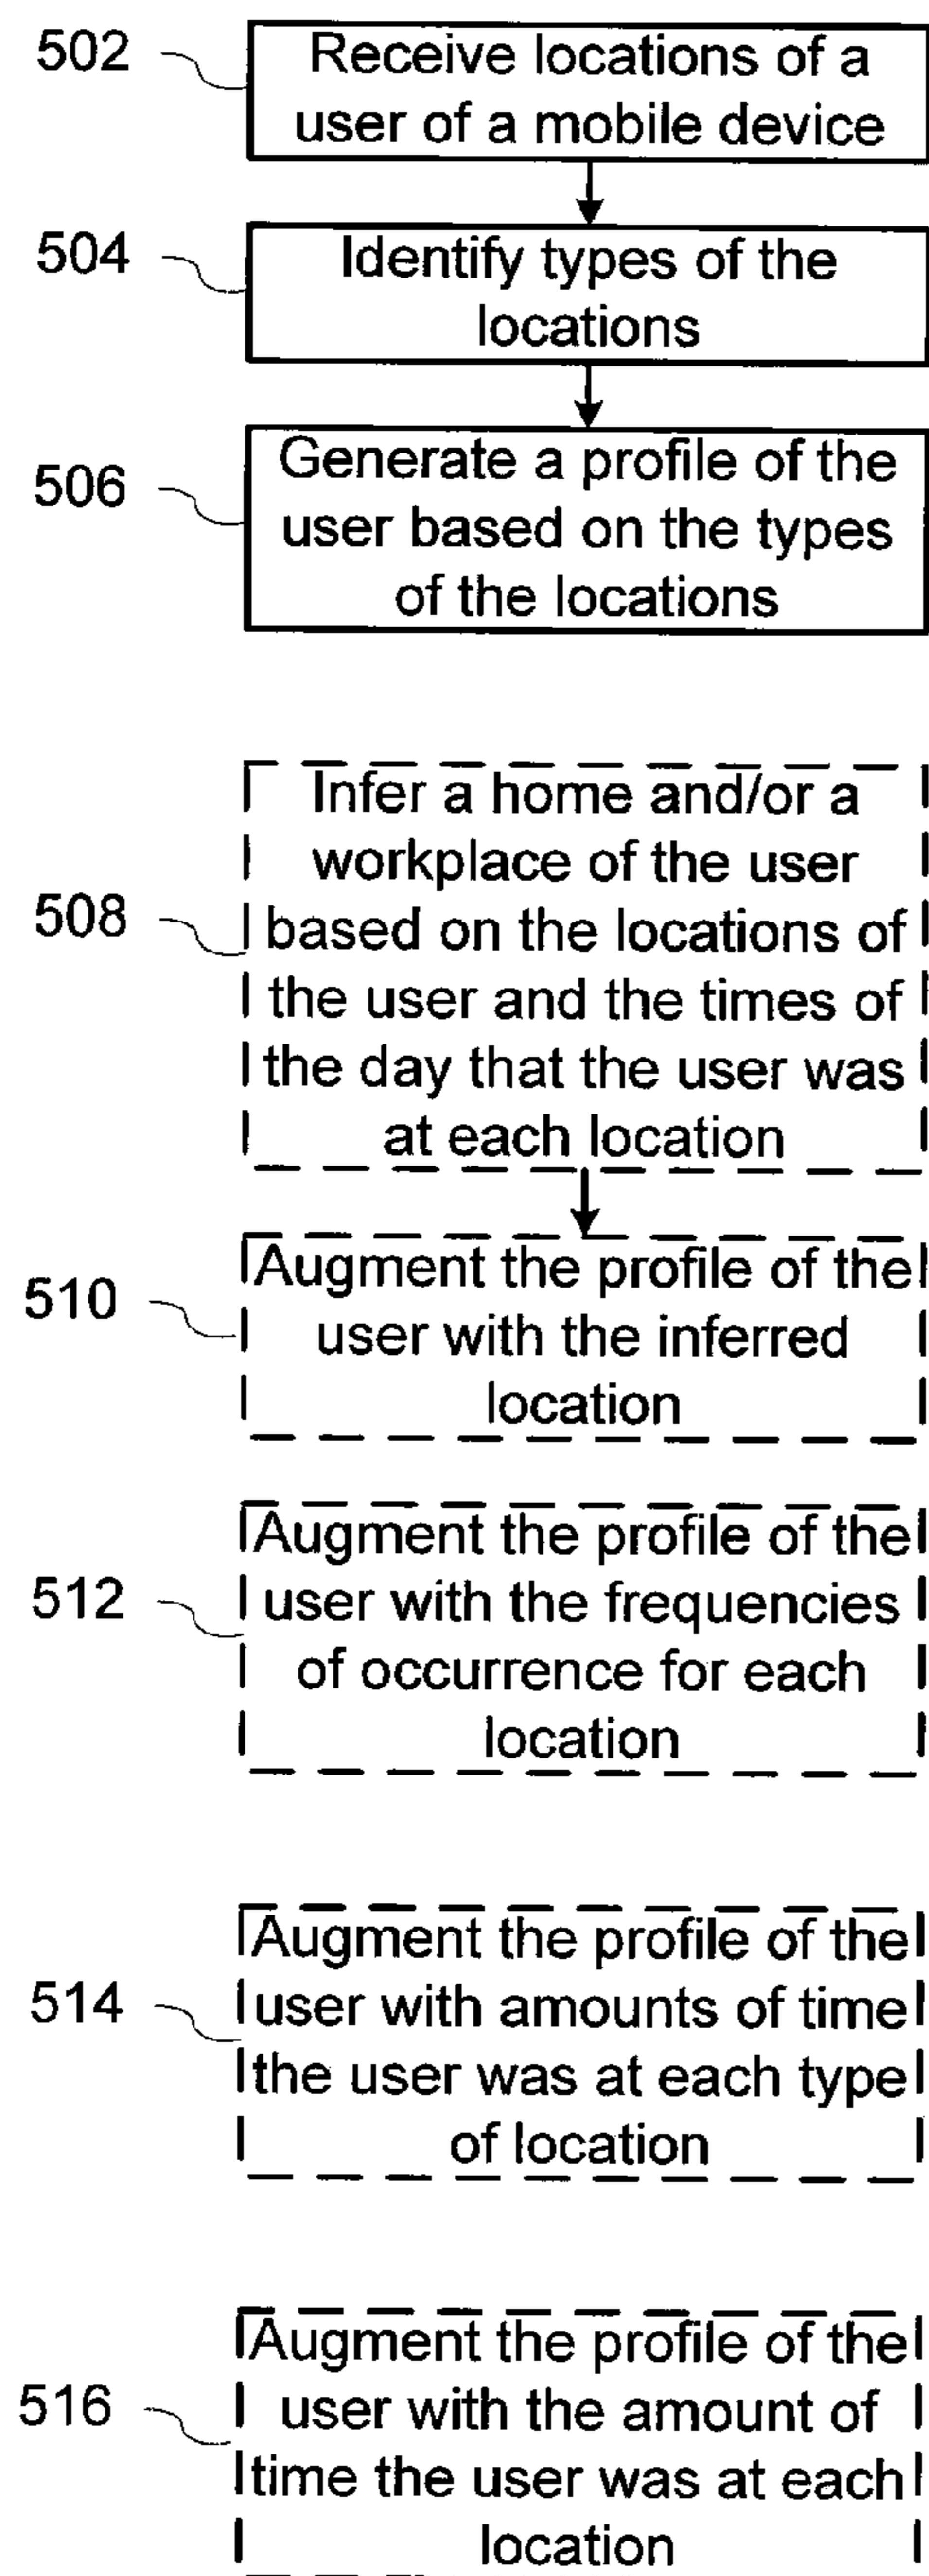 502
Receive locations of a
user of a mobile device
504
Identify types of the
locations
506
Generate a profile of the
user based on the types
of the locations
508
Infer a home and/or a
workplace of the user
based on the locations of
the user and the times of
the day that the user was
at each location
510
Augment the profile of the
user with the inferred
location
512
Augment the profile of the
user with the frequencies
of occurrence for each
location
514
Augment the profile of the
user with amounts of time
the user was at each type
of location
516
Augment the profile of the
user with the amount of
time the user was at each
location